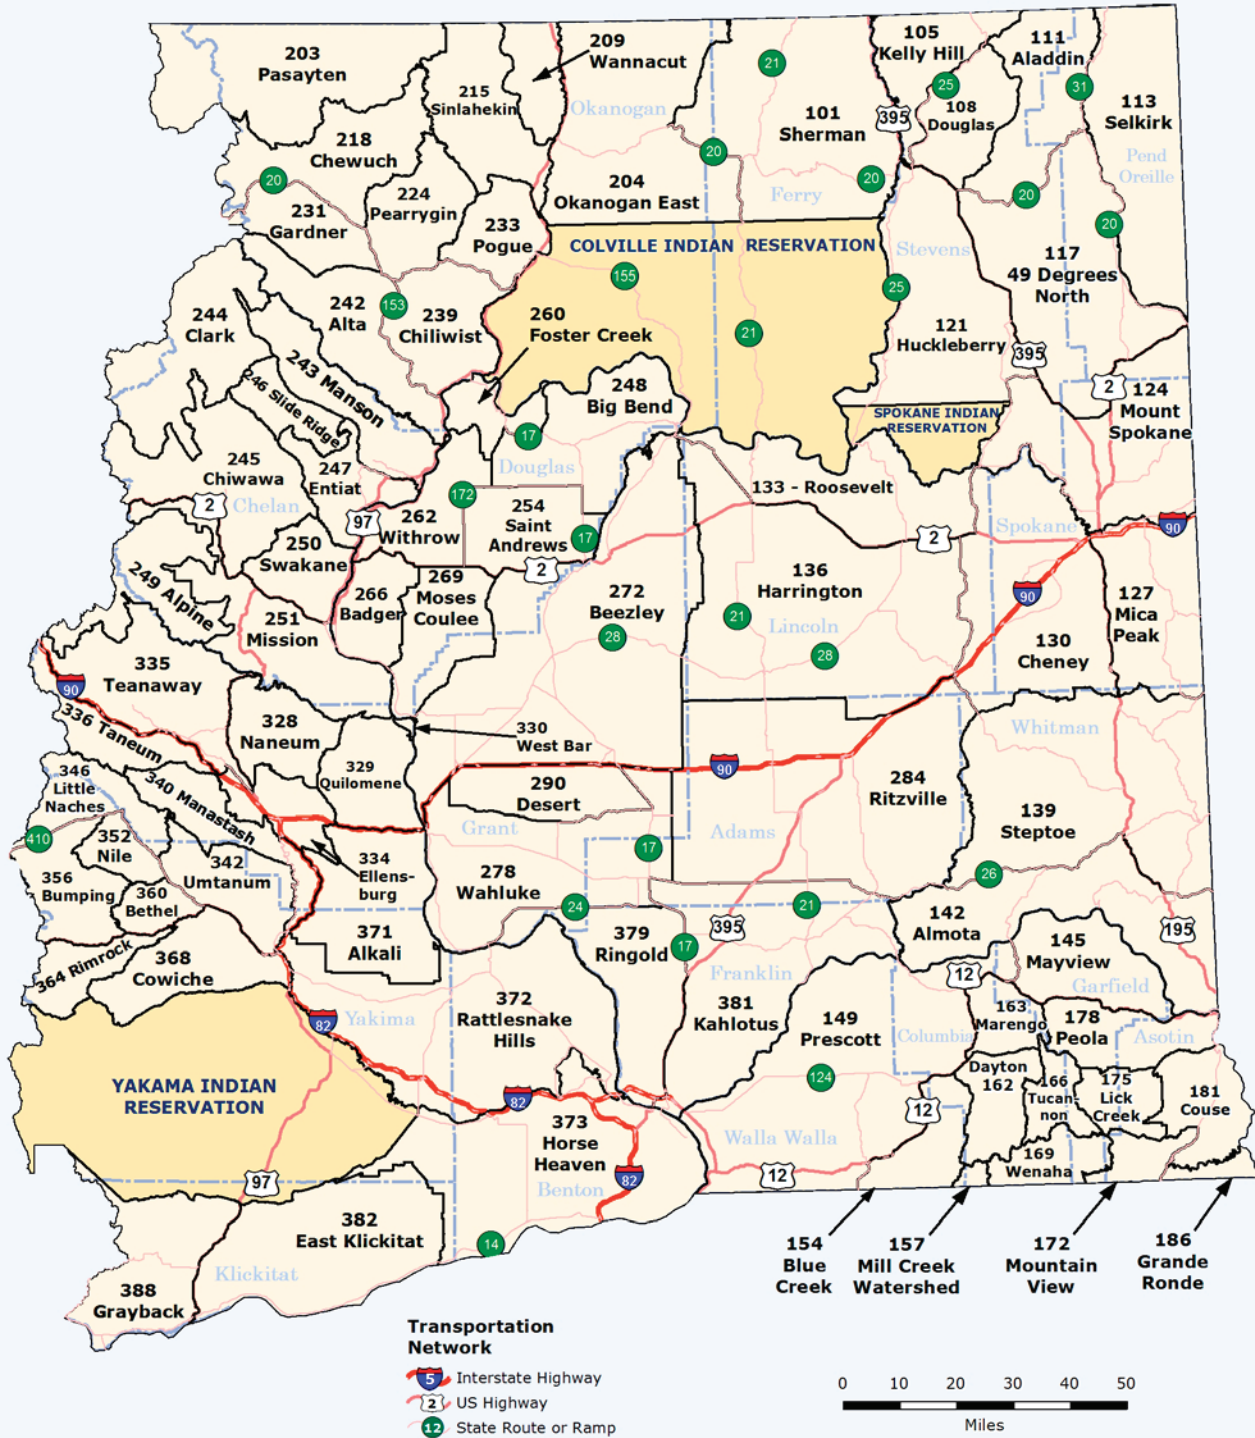 203
Pasayten
209
Wannacut
215
Sinlahekin
Okanogan
21
101
Sherman
105
Kelly Hill
25
395
108
Douglas
111
Aladdin
31
113
Selkirk
Pend
Oreille
218
Chewuch
20
224
Pearrygin
231
Gardner
233
Pogue
204
Okanogan East
20
Ferry
20
20
20
COLVILLE INDIAN RESERVATION
155
21
Stevens
25
117
49 Degrees
North
244
Clark
242
Alta
153
239
Chiliwist
260
Foster Creek
121
Huckleberry
395
243 Manson
246 Slide Ridge
248
Big Bend
17
Douglas
SPOKANE INDIAN
RESERVATION
2
124
Mount
Spokane
245
Chiwawa
Chelan
2
247
Entiat
97
172
262
Withrow
254
Saint
Andrews
17
2
133 - Roosevelt
2
Spokane
90
250
Swakane
249 Alpine
251
Mission
266
Badger
269
Moses
Coulee
272
Beezley
28
136
Harrington
21
Lincoln
28
90
127
Mica
Peak
130
Cheney
335
Teanaway
90
336 Taneum
328
Naneum
330
West Bar
329
Quilomene
Whitman
346
Little
Naches
340 Manastash
290
Desert
90
284
Ritzville
139
Steptoe
Grant
Adams
17
410
352
Nile
342
Umtanum
334
Ellens-
burg
278
Wahluke
356
Bumping
360
Bethel
24
21
26
371
Alkali
379
Ringold
17
395
142
Almota
145
Mayview
195
364 Rimrock
368
Cowiche
Franklin
12
Garfield
82
Yakima
372
Rattlesnake
Hills
381
Kahlotus
149
Prescott
Columbia
163
Marengo
178
Peola
Asotin
YAKAMA INDIAN
RESERVATION
82
124
Dayton
162
166
Tucan-
non
175
Lick
Creek
181
Couse
373
Horse
Heaven
12
Walla Walla
169
Wenaha
97
82
12
Benton
382
East Klickitat
14
Klickitat
388
Grayback
154
Blue
Creek
157
Mill Creek
Watershed
172
Mountain
View
186
Grande
Ronde
Transportation
Network
5 Interstate Highway
2 US Highway
12 State Route or Ramp
0 10 20 30 40 50
Miles